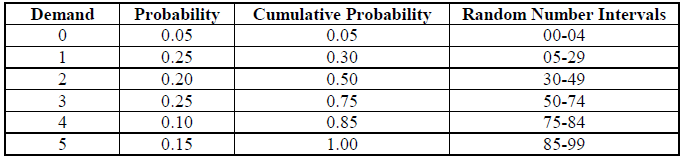 Demand Probability Cumulative Probability Random Number Intervals
0 0.05 0.05 00-04
1 0.25 0.30 05-29
2 0.20 0.50 30-49
3 0.25 0.75 50-74
4 0.10 0.85 75-84
5 0.15 1.00 85-99